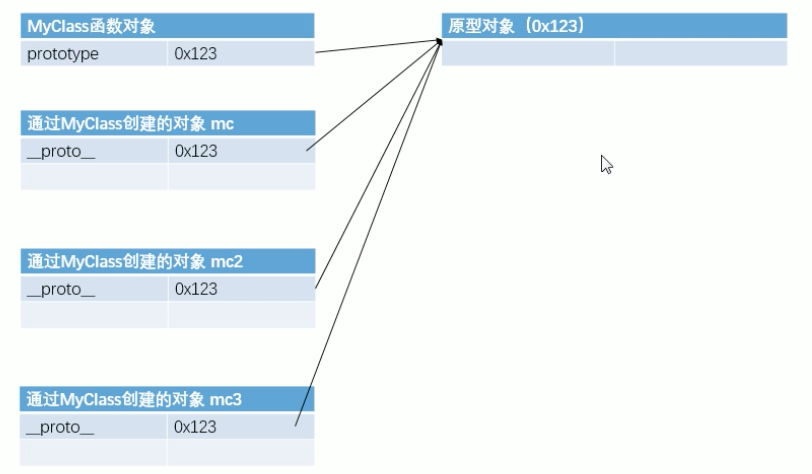 MyClass函数对象
prototype 0x123
原型对象（0x123）
通过MyClass创建的对象 mc
__proto__ 0x123
通过MyClass创建的对象 mc2
__proto__ 0x123
通过MyClass创建的对象 mc3
__proto__ 0x123